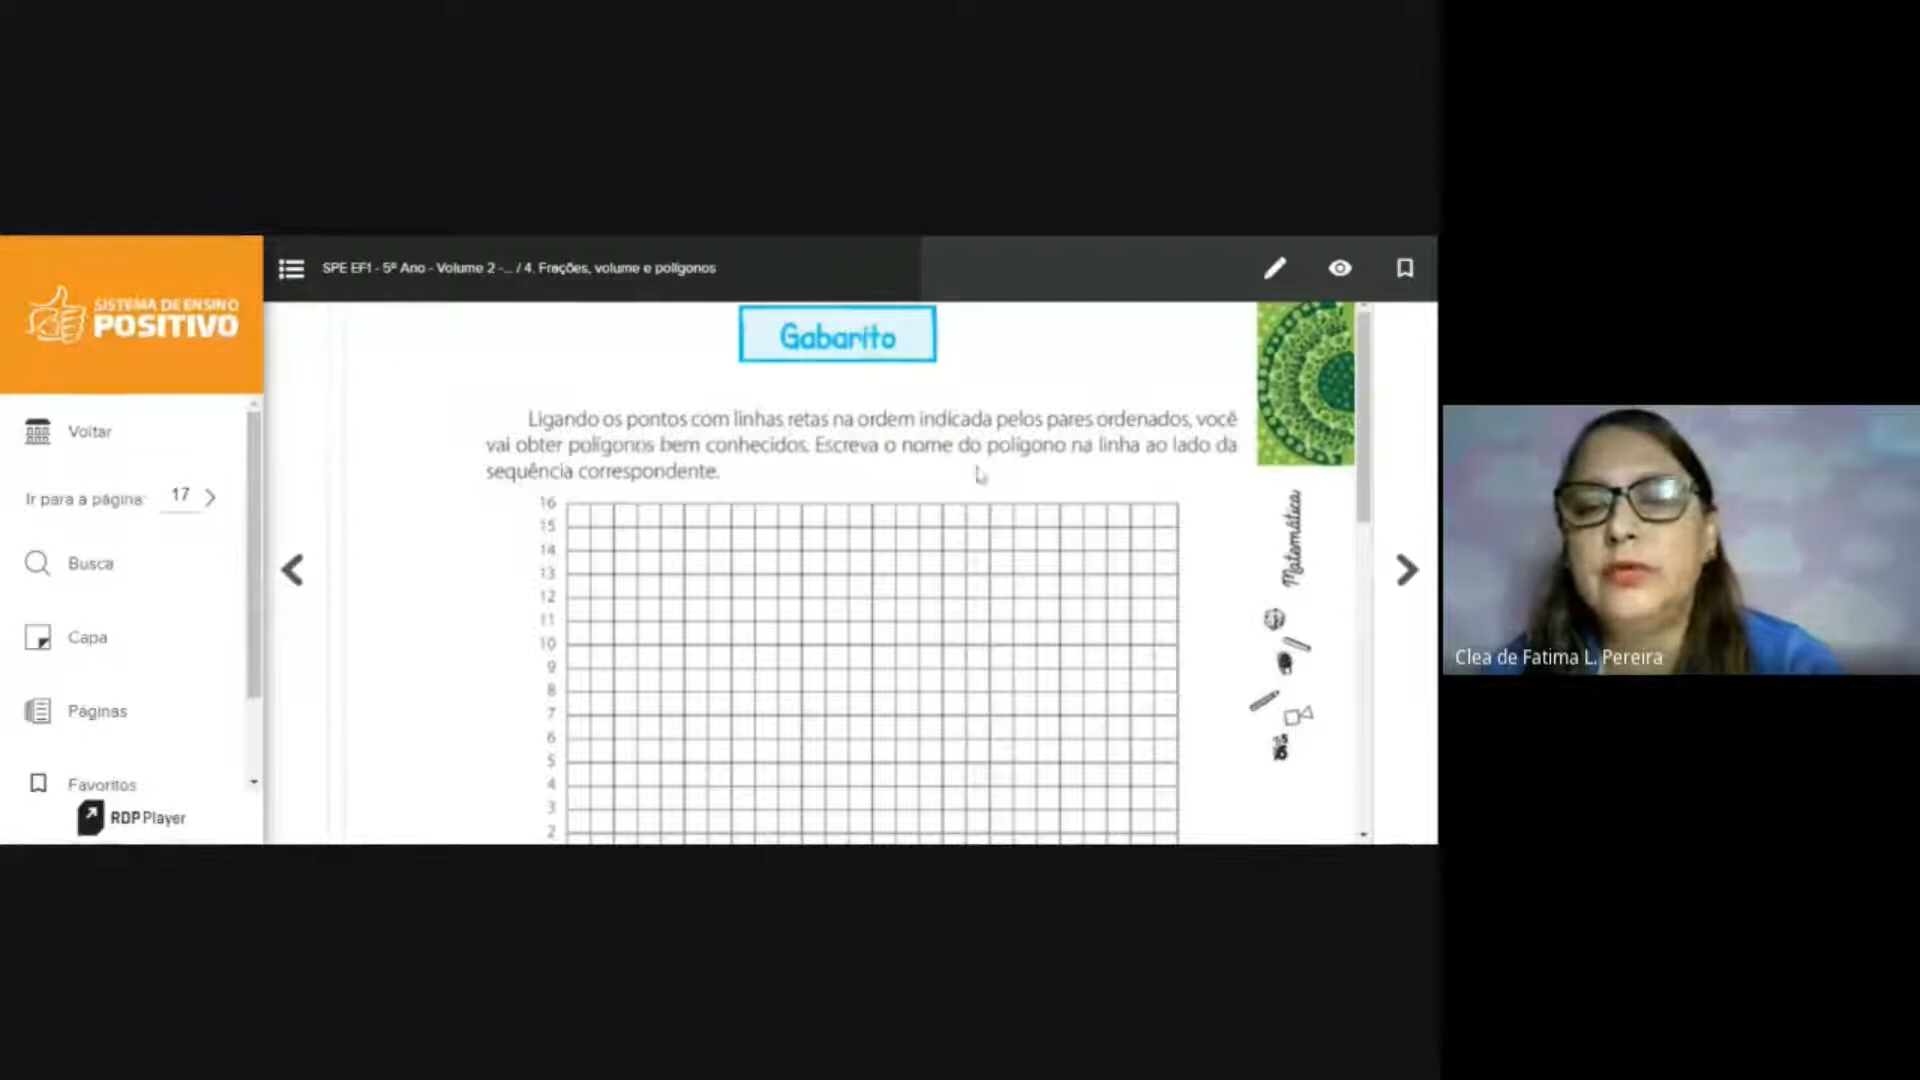 SISTEMA DE ENSINO
POSITIVO
SPE EF1 - 5º Ano - Volume 2 -... / 4. Frações, volume e polígonos
Voltar
Ir para a página: 17
Busca
Capa
Páginas
Favoritos
RDP Player
Gabarito
Ligando os pontos com linhas retas na ordem indicada pelos pares ordenados, você
vai obter polígonos bem conhecidos. Escreva o nome do polígono na linha ao lado da
sequência correspondente.
16
15
14
13
12
11
10
9
8
7
6
5
4
3
2
Matemática
Clea de Fatima L. Pereira